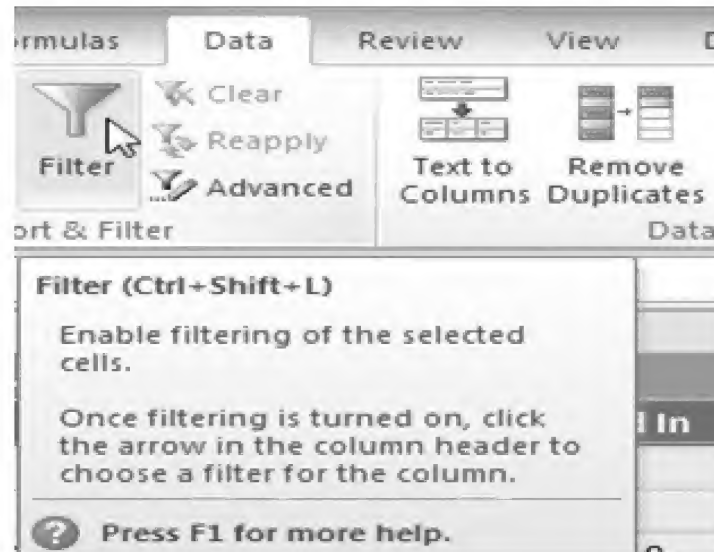 rmulas Data Review View
Clear
Reapply
Filter
Advanced
Text to Columns
Remove Duplicates
ort & Filter
Data
Filter (Ctrl+Shift+L)
Enable filtering of the selected
cells.
Once filtering is turned on, click
the arrow in the column header to
choose a filter for the column.
d In
Press F1 for more help.